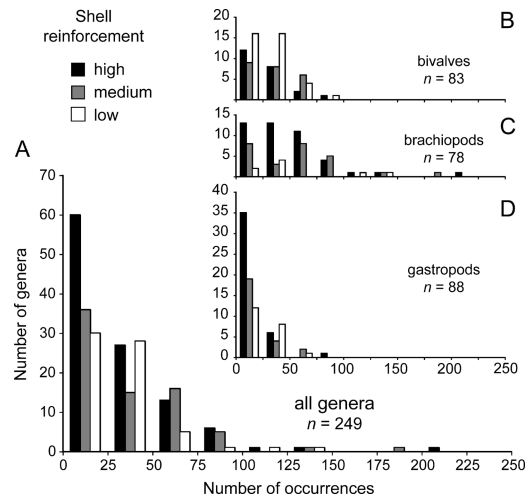 Shell
reinforcement
high
medium
low
A
Number of genera
70
60
50
40
30
20
10
0
0 25 50 75 100 125 150 175 200 225 250
Number of occurrences
all genera
n = 249
B
bivalves
n = 83
20
15
10
5
C
brachiopods
n = 78
15
10
5
D
gastropods
n = 88
40
35
30
25
20
15
10
5
0
0 50 75 100 125 150 175 200 250